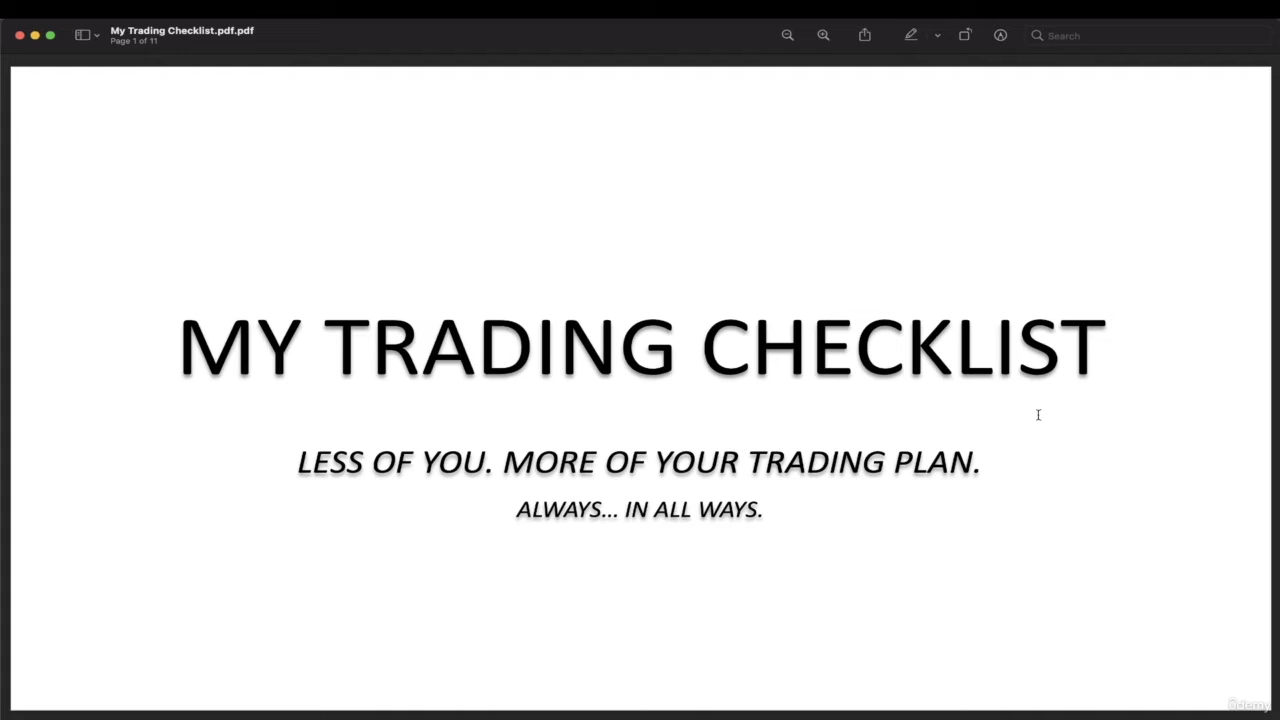 My Trading Checklist.pdf.pdf
Page 1 of 11
Search
MY TRADING CHECKLIST
LESS OF YOU. MORE OF YOUR TRADING PLAN.
ALWAYS... IN ALL WAYS.
ûdemy